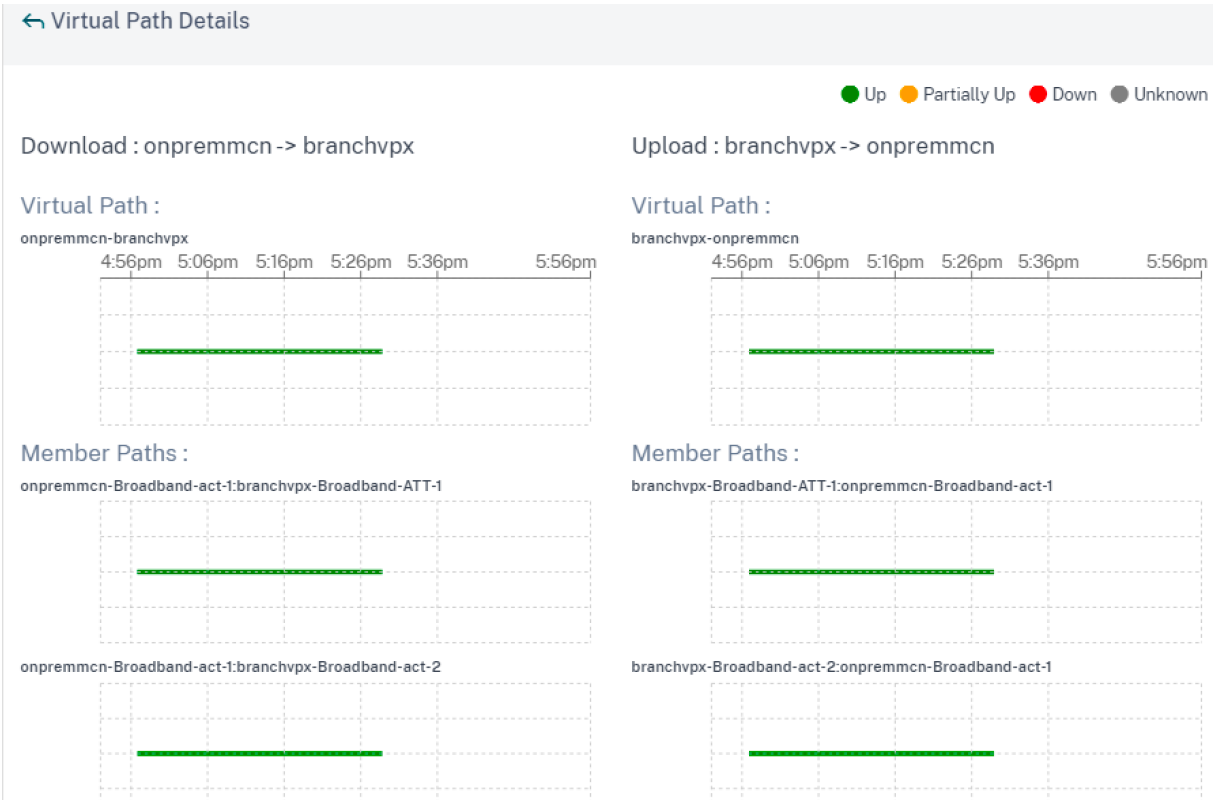 Virtual Path Details
Up Partially Up Down Unknown
Download : onpremmcn -> branchvpx
Virtual Path :
onpremmcn-branchvpx
4:56pm 5:06pm 5:16pm 5:26pm 5:36pm 5:56pm
Member Paths :
onpremmcn-Broadband-act-1:branchvpx-Broadband-ATT-1
onpremmcn-Broadband-act-1:branchvpx-Broadband-act-2
Upload : branchvpx -> onpremmcn
Virtual Path :
branchvpx-onpremmcn
4:56pm 5:06pm 5:16pm 5:26pm 5:36pm 5:56pm
Member Paths :
branchvpx-Broadband-ATT-1:onpremmcn-Broadband-act-1
branchvpx-Broadband-act-2:onpremmcn-Broadband-act-1